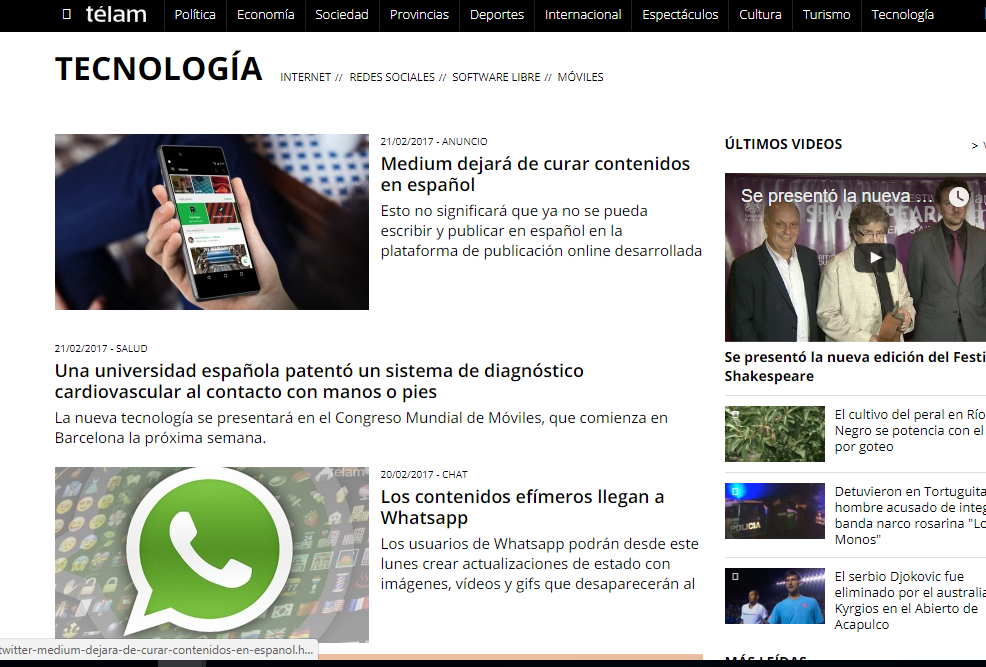 télam Política Economía Sociedad Provincias Deportes Internacional Espectáculos Cultura Turismo Tecnología
TECNOLOGÍA INTERNET // REDES SOCIALES // SOFTWARE LIBRE // MÓVILES
21/02/2017 - ANUNCIO
Medium dejará de curar contenidos
en español
Esto no significará que ya no se pueda
escribir y publicar en español en la
plataforma de publicación online desarrollada
21/02/2017 - SALUD
Una universidad española patentó un sistema de diagnóstico
cardiovascular al contacto con manos o pies
La nueva tecnología se presentará en el Congreso Mundial de Móviles, que comienza en
Barcelona la próxima semana.
télam
20/02/2017 - CHAT
Los contenidos efímeros llegan a
Whatsapp
Los usuarios de Whatsapp podrán desde este
lunes crear actualizaciones de estado con
imágenes, vídeos y gifs que desaparecerán al
twitter-medium-dejara-de-curar-contenidos-en-espanol.h...
ÚLTIMOS VIDEOS >
Se presentó la nueva
SHAKESPEARE
Se presentó la nueva edición del Festi
Shakespeare
El cultivo del peral en Río
Negro se potencia con el
por goteo
POLICIA
Detuvieron en Tortuguita
hombre acusado de integ
banda narco rosarina "Lo
Monos"
El serbio Djokovic fue
eliminado por el australia
Kyrgios en el Abierto de
Acapulco
MÁS LEÍDAS